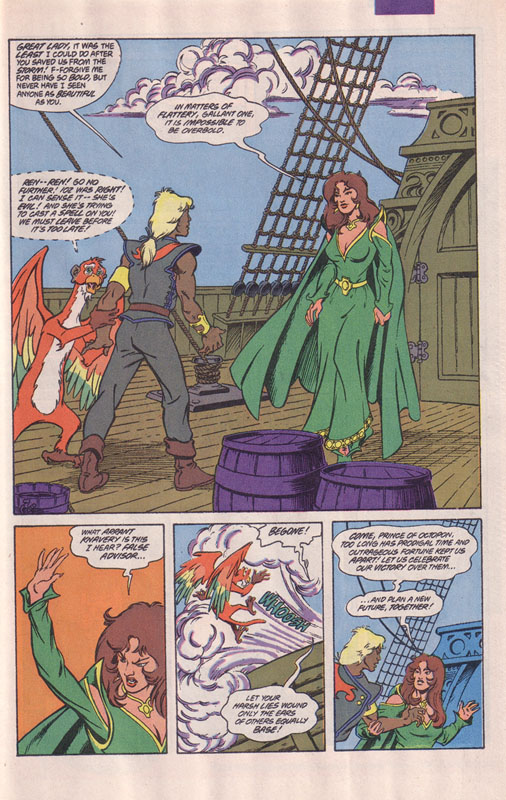 GREAT LADY, IT WAS THE
LEAST I COULD DO AFTER
YOU SAVED US FROM THE
STORM! F-FORGIVE ME
FOR BEING SO BOLD, BUT
NEVER HAVE I SEEN
ANYONE AS BEAUTIFUL
AS YOU.
IN MATTERS OF
FLATTERY, GALLANT ONE,
IT IS IMPOSSIBLE TO
BE OVERBOLD.
REN--REN! GO NO
FURTHER! 'OZ WAS RIGHT!
I CAN SENSE IT--SHE'S
EVIL! AND SHE'S TRYING
TO CAST A SPELL ON YOU!
WE MUST LEAVE BEFORE
IT'S TOO LATE!
WHAT ARRANT
KNAVERY IS THIS
I HEAR? FALSE
ADVISOR...
BEGONE!
WHOOSH
LET YOUR
HARSH LIES WOUND
ONLY THE EARS
OF OTHERS EQUALLY
BASE!
COME, PRINCE OF OCTOPON,
TOO LONG HAS PRODIGAL TIME AND
OUTRAGEOUS FORTUNE KEPT US
APART! LET US CELEBRATE
OUR VICTORY OVER THEM...
...AND PLAN A NEW
FUTURE, TOGETHER!